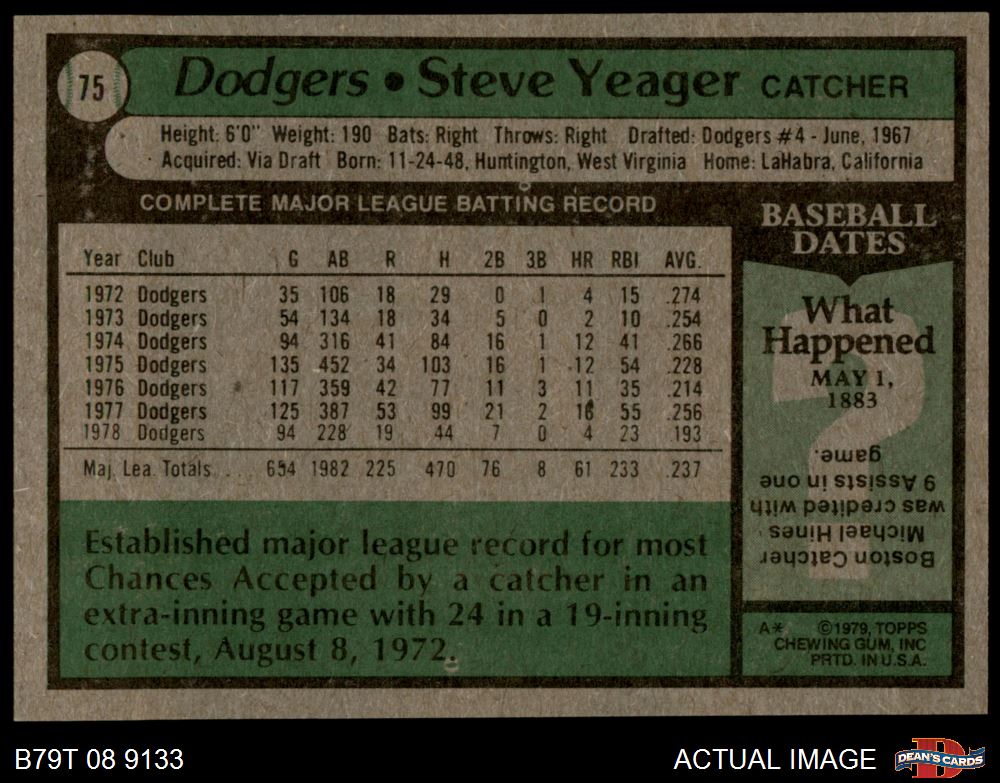 75 Dodgers • Steve Yeager CATCHER
Height: 6'0" Weight: 190 Bats: Right Throws: Right Drafted: Dodgers #4 - June, 1967
Acquired: Via Draft Born: 11-24-48, Huntington, West Virginia Home: LaHabra, California
COMPLETE MAJOR LEAGUE BATTING RECORD
Year Club G AB R H 2B 3B HR RBI AVG.
1972 Dodgers 35 106 18 29 0 1 4 15 .274
1973 Dodgers 54 134 18 34 5 0 2 10 .254
1974 Dodgers 94 316 41 84 16 1 12 41 .266
1975 Dodgers 135 452 34 103 16 1 12 54 .228
1976 Dodgers 117 359 42 77 11 3 11 35 .214
1977 Dodgers 125 387 53 99 21 2 16 55 .256
1978 Dodgers 94 228 19 44 7 0 4 23 .193
Maj. Lea. Totals 654 1982 225 470 76 8 61 233 .237
Established major league record for most
Chances Accepted by a catcher in an
extra-inning game with 24 in a 19-inning
contest, August 8, 1972.
BASEBALL
DATES
What
Happened
MAY 1,
1883
?
Boston Catcher
Michael Hines
was credited with
9 Assists in one
game.
A* ©1979, TOPPS
CHEWING GUM, INC
PRTD. IN U.S.A.
B79T 08 9133
ACTUAL IMAGE
D
DEAN'S CARDS